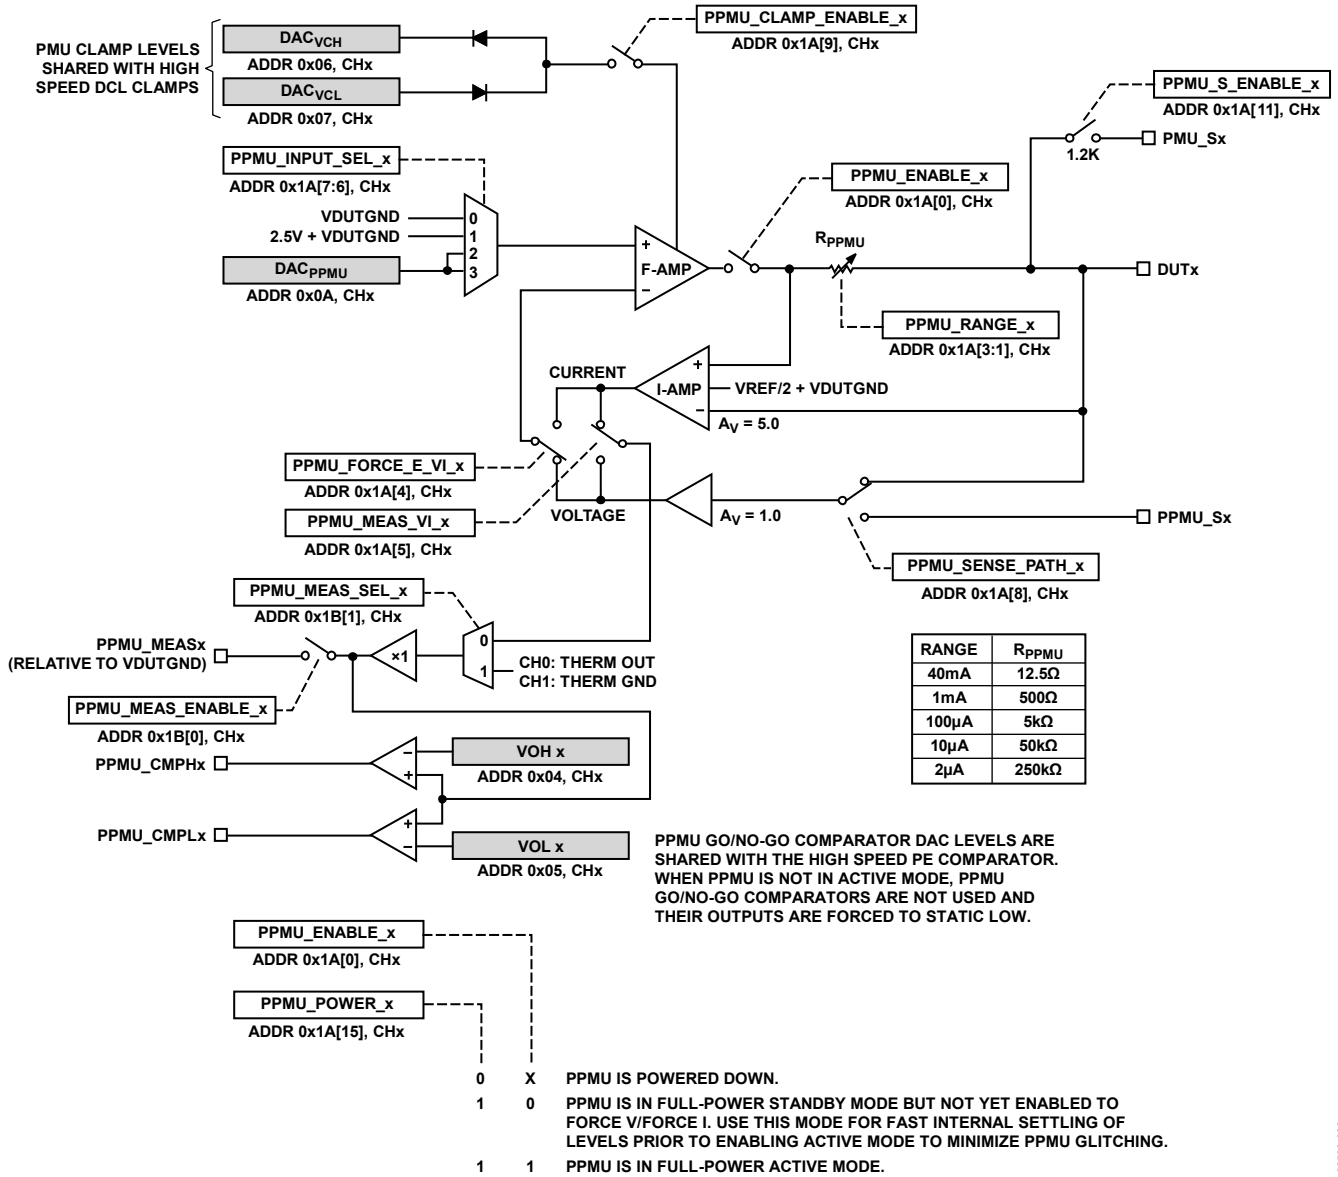 PPMU_CLAMP_ENABLE_x
ADDR 0x1A[9], CHx
PMU CLAMP LEVELS
SHARED WITH HIGH
SPEED DCL CLAMPS
DACVCH
ADDR 0x06, CHx
DACVCL
ADDR 0x07, CHx
PPMU_S_ENABLE_x
ADDR 0x1A[11], CHx
1.2K
PMU_Sx
PPMU_INPUT_SEL_x
ADDR 0x1A[7:6], CHx
VDUTGND
2.5V + VDUTGND
0
1
2
3
DACPPMU
ADDR 0x0A, CHx
PPMU_ENABLE_x
ADDR 0x1A[0], CHx
+
F-AMP
–
RPPMU
DUTx
PPMU_RANGE_x
ADDR 0x1A[3:1], CHx
CURRENT
+
I-AMP
–
VREF/2 + VDUTGND
AV = 5.0
PPMU_FORCE_E_VI_x
ADDR 0x1A[4], CHx
PPMU_MEAS_VI_x
ADDR 0x1A[5], CHx
VOLTAGE
AV = 1.0
PPMU_Sx
PPMU_SENSE_PATH_x
ADDR 0x1A[8], CHx
PPMU_MEAS_SEL_x
ADDR 0x1B[1], CHx
PPMU_MEASx
(RELATIVE TO VDUTGND)
×1
0
1
CH0: THERM OUT
CH1: THERM GND
PPMU_MEAS_ENABLE_x
ADDR 0x1B[0], CHx
PPMU_CMPHx
–
+
VOH x
ADDR 0x04, CHx
PPMU_CMPLx
+
–
VOL x
ADDR 0x05, CHx
RANGE RPPMU
40mA 12.5Ω
1mA 500Ω
100µA 5kΩ
10µA 50kΩ
2µA 250kΩ
PPMU GO/NO-GO COMPARATOR DAC LEVELS ARE
SHARED WITH THE HIGH SPEED PE COMPARATOR.
WHEN PPMU IS NOT IN ACTIVE MODE, PPMU
GO/NO-GO COMPARATORS ARE NOT USED AND
THEIR OUTPUTS ARE FORCED TO STATIC LOW.
PPMU_ENABLE_x
ADDR 0x1A[0], CHx
PPMU_POWER_x
ADDR 0x1A[15], CHx
0 X PPMU IS POWERED DOWN.
1 0 PPMU IS IN FULL-POWER STANDBY MODE BUT NOT YET ENABLED TO
FORCE V/FORCE I. USE THIS MODE FOR FAST INTERNAL SETTLING OF
LEVELS PRIOR TO ENABLING ACTIVE MODE TO MINIMIZE PPMU GLITCHING.
1 1 PPMU IS IN FULL-POWER ACTIVE MODE.